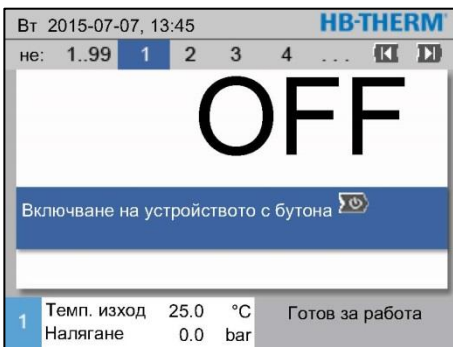 Вт 2015-07-07, 13:45 HB-THERM
не: 1..99 1 2 3 4 ...
OFF
Включване на устройството с бутона
1 Темп. изход 25.0 °C Готов за работа
Налягане 0.0 bar